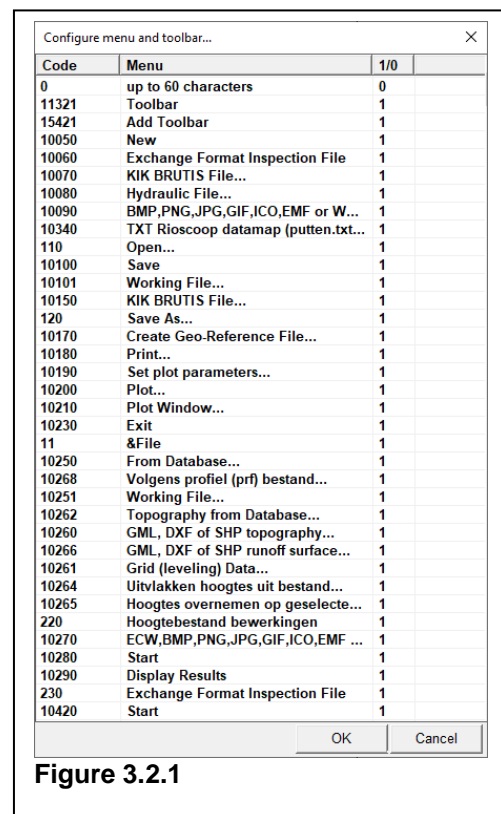 Configure menu and toolbar...
Code Menu 1/0
0 up to 60 characters 0
11321 Toolbar 1
15421 Add Toolbar 1
10050 New 1
10060 Exchange Format Inspection File 1
10070 KIK BRUTIS File... 1
10080 Hydraulic File... 1
10090 BMP,PNG,JPG,GIF,ICO,EMF or W... 1
10340 TXT Rioscoop datamap (putten.txt... 1
110 Open... 1
10100 Save 1
10101 Working File... 1
10150 KIK BRUTIS File... 1
120 Save As... 1
10170 Create Geo-Reference File... 1
10180 Print... 1
10190 Set plot parameters... 1
10200 Plot... 1
10210 Plot Window... 1
10230 Exit 1
11 &File 1
10250 From Database... 1
10268 Volgens profiel (prf) bestand... 1
10251 Working File... 1
10262 Topography from Database... 1
10260 GML, DXF of SHP topography... 1
10266 GML, DXF of SHP runoff surface... 1
10261 Grid (leveling) Data... 1
10264 Uitvlakken hoogtes uit bestand... 1
10265 Hoogtes overnemen op geselecte... 1
220 Hoogtebestand bewerkingen 1
10270 ECW,BMP,PNG,JPG,GIF,ICO,EMF ... 1
10280 Start 1
10290 Display Results 1
230 Exchange Format Inspection File 1
10420 Start 1
OK Cancel
Figure 3.2.1